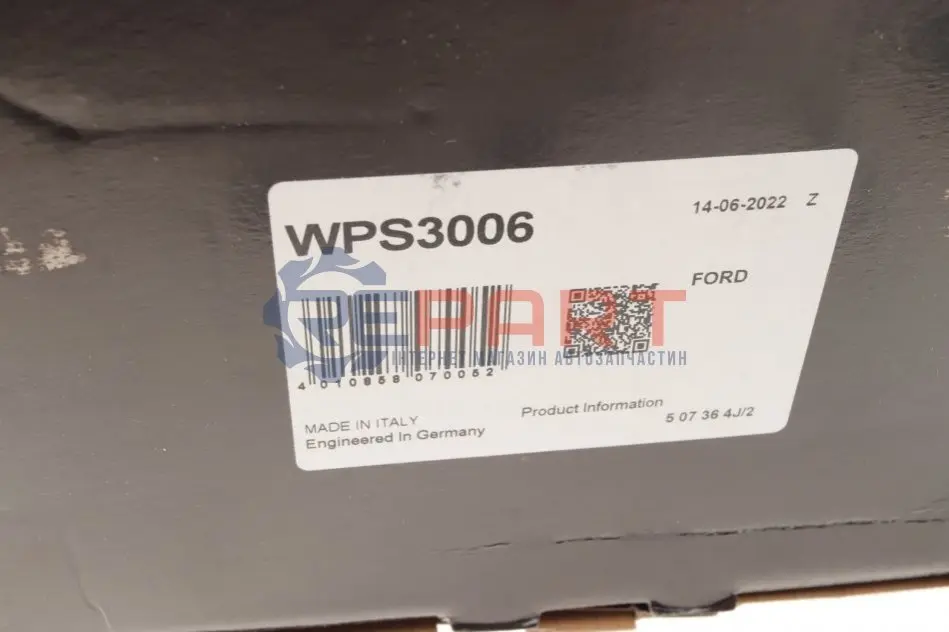 WPS3006
14-06-2022 Z
FORD
REPART
ІНТЕРНЕТ МАГАЗИН АВТОЗАПЧАСТИН
4 010858 070052
MADE IN ITALY
Engineered In Germany
Product Information
5 07 36 4J/2